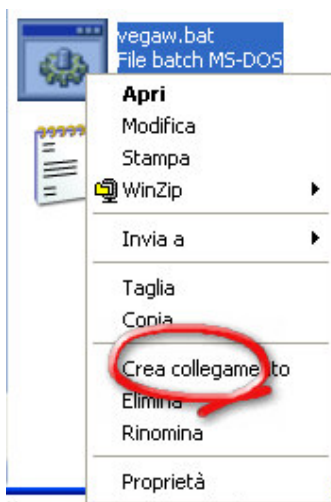 vegaw.bat
File batch MS-DOS
Apri
Modifica
Stampa
WinZip
Invia a
Taglia
Copia
Crea collegamento
Elimina
Rinomina
Proprietà